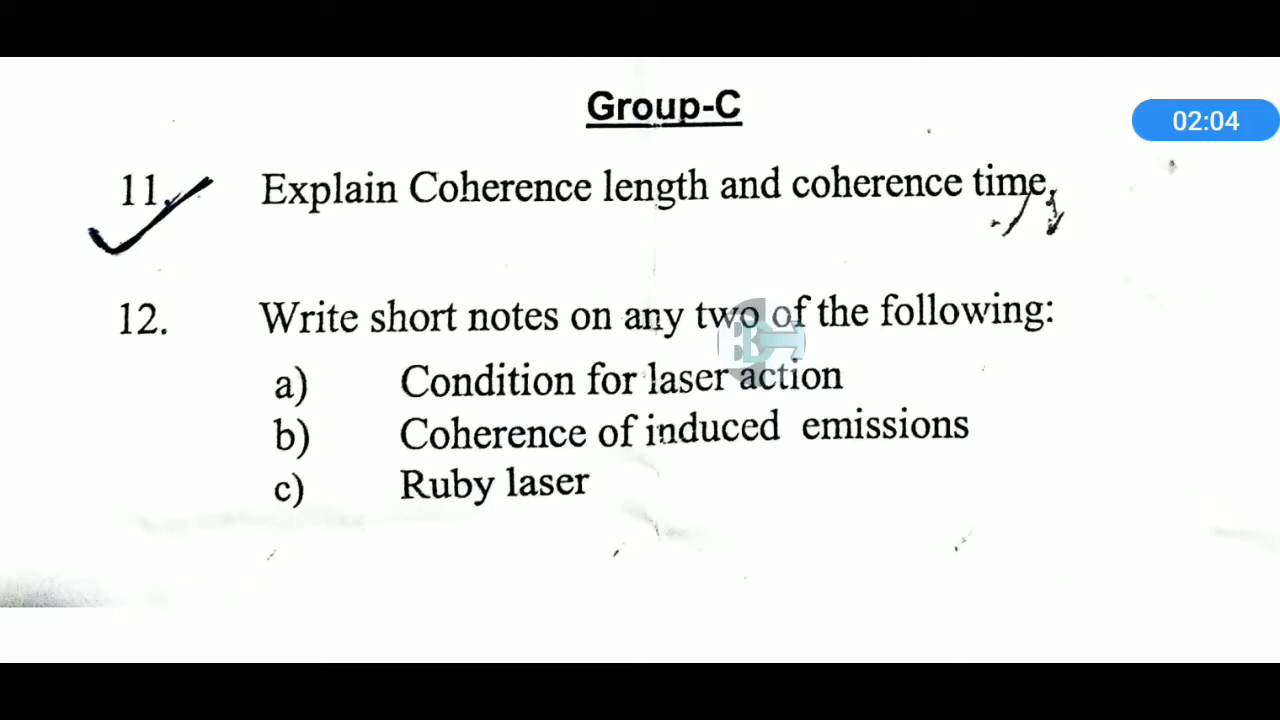 Group-C
02:04
11. Explain Coherence length and coherence time.
12. Write short notes on any two of the following:
a) Condition for laser action
b) Coherence of induced emissions
c) Ruby laser